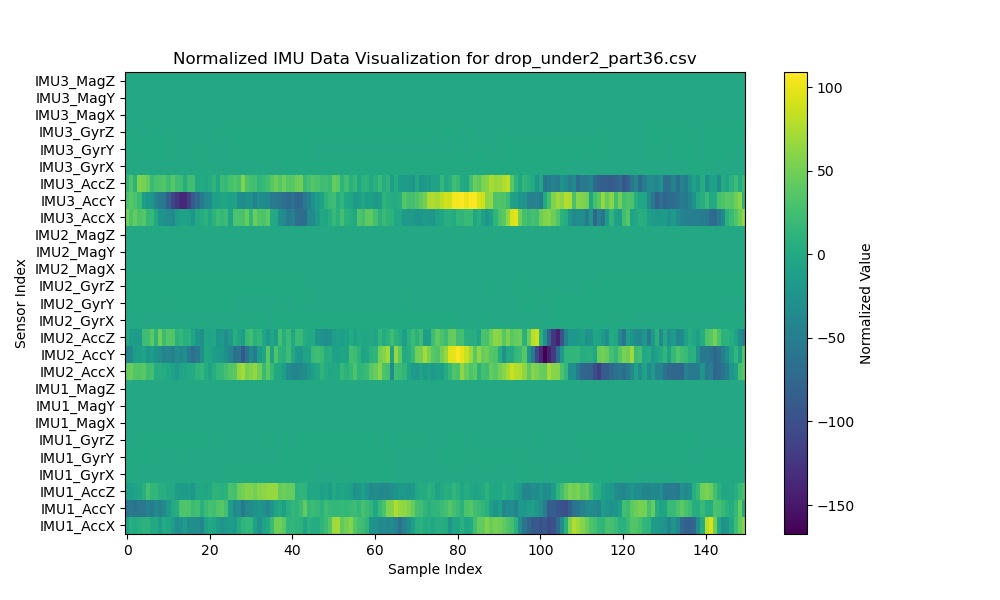 Normalized IMU Data Visualization for drop_under2_part36.csv
Sensor Index
IMU3_MagZ
IMU3_MagY
IMU3_MagX
IMU3_GyrZ
IMU3_GyrY
IMU3_GyrX
IMU3_AccZ
IMU3_AccY
IMU3_AccX
IMU2_MagZ
IMU2_MagY
IMU2_MagX
IMU2_GyrZ
IMU2_GyrY
IMU2_GyrX
IMU2_AccZ
IMU2_AccY
IMU2_AccX
IMU1_MagZ
IMU1_MagY
IMU1_MagX
IMU1_GyrZ
IMU1_GyrY
IMU1_GyrX
IMU1_AccZ
IMU1_AccY
IMU1_AccX
0 20 40 60 80 100 120 140
Sample Index
100
50
0
−50
−100
−150
Normalized Value